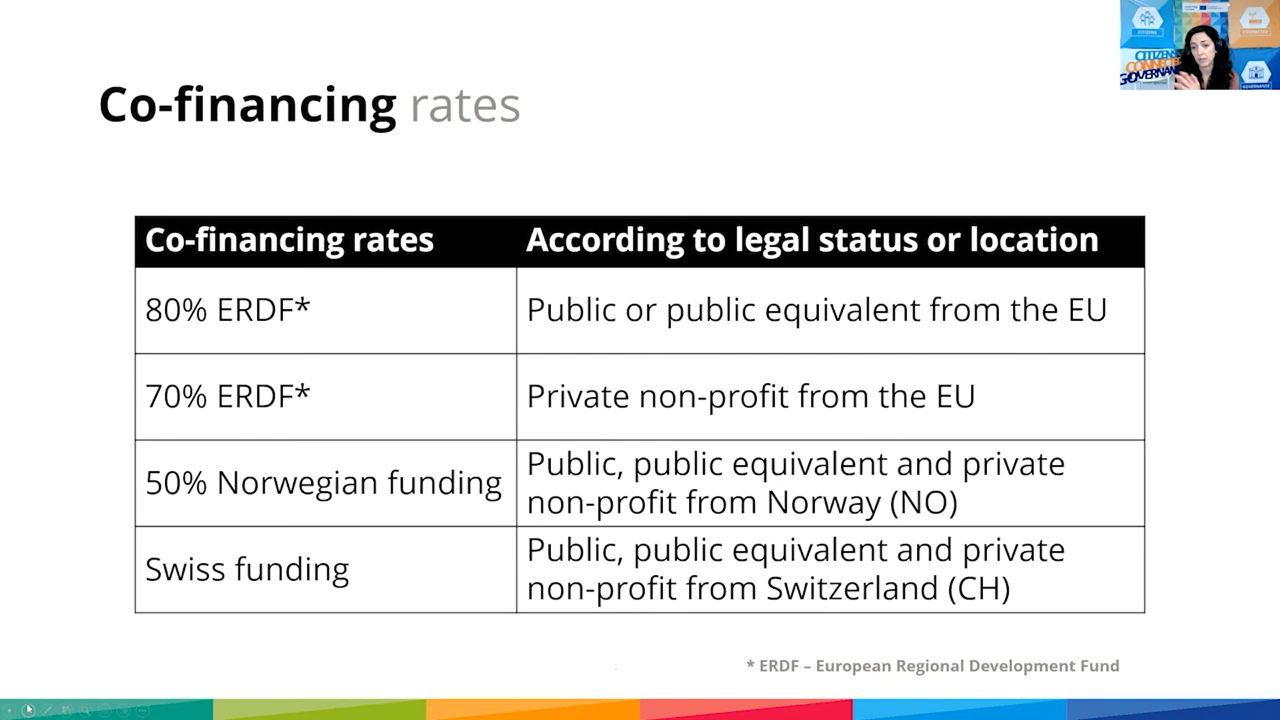 Co-financing rates
Co-financing rates
According to legal status or location
80% ERDF*
Public or public equivalent from the EU
70% ERDF*
Private non-profit from the EU
50% Norwegian funding
Public, public equivalent and private
non-profit from Norway (NO)
Swiss funding
Public, public equivalent and private
non-profit from Switzerland (CH)
* ERDF – European Regional Development Fund
CITIZENS
GOVERNANCE